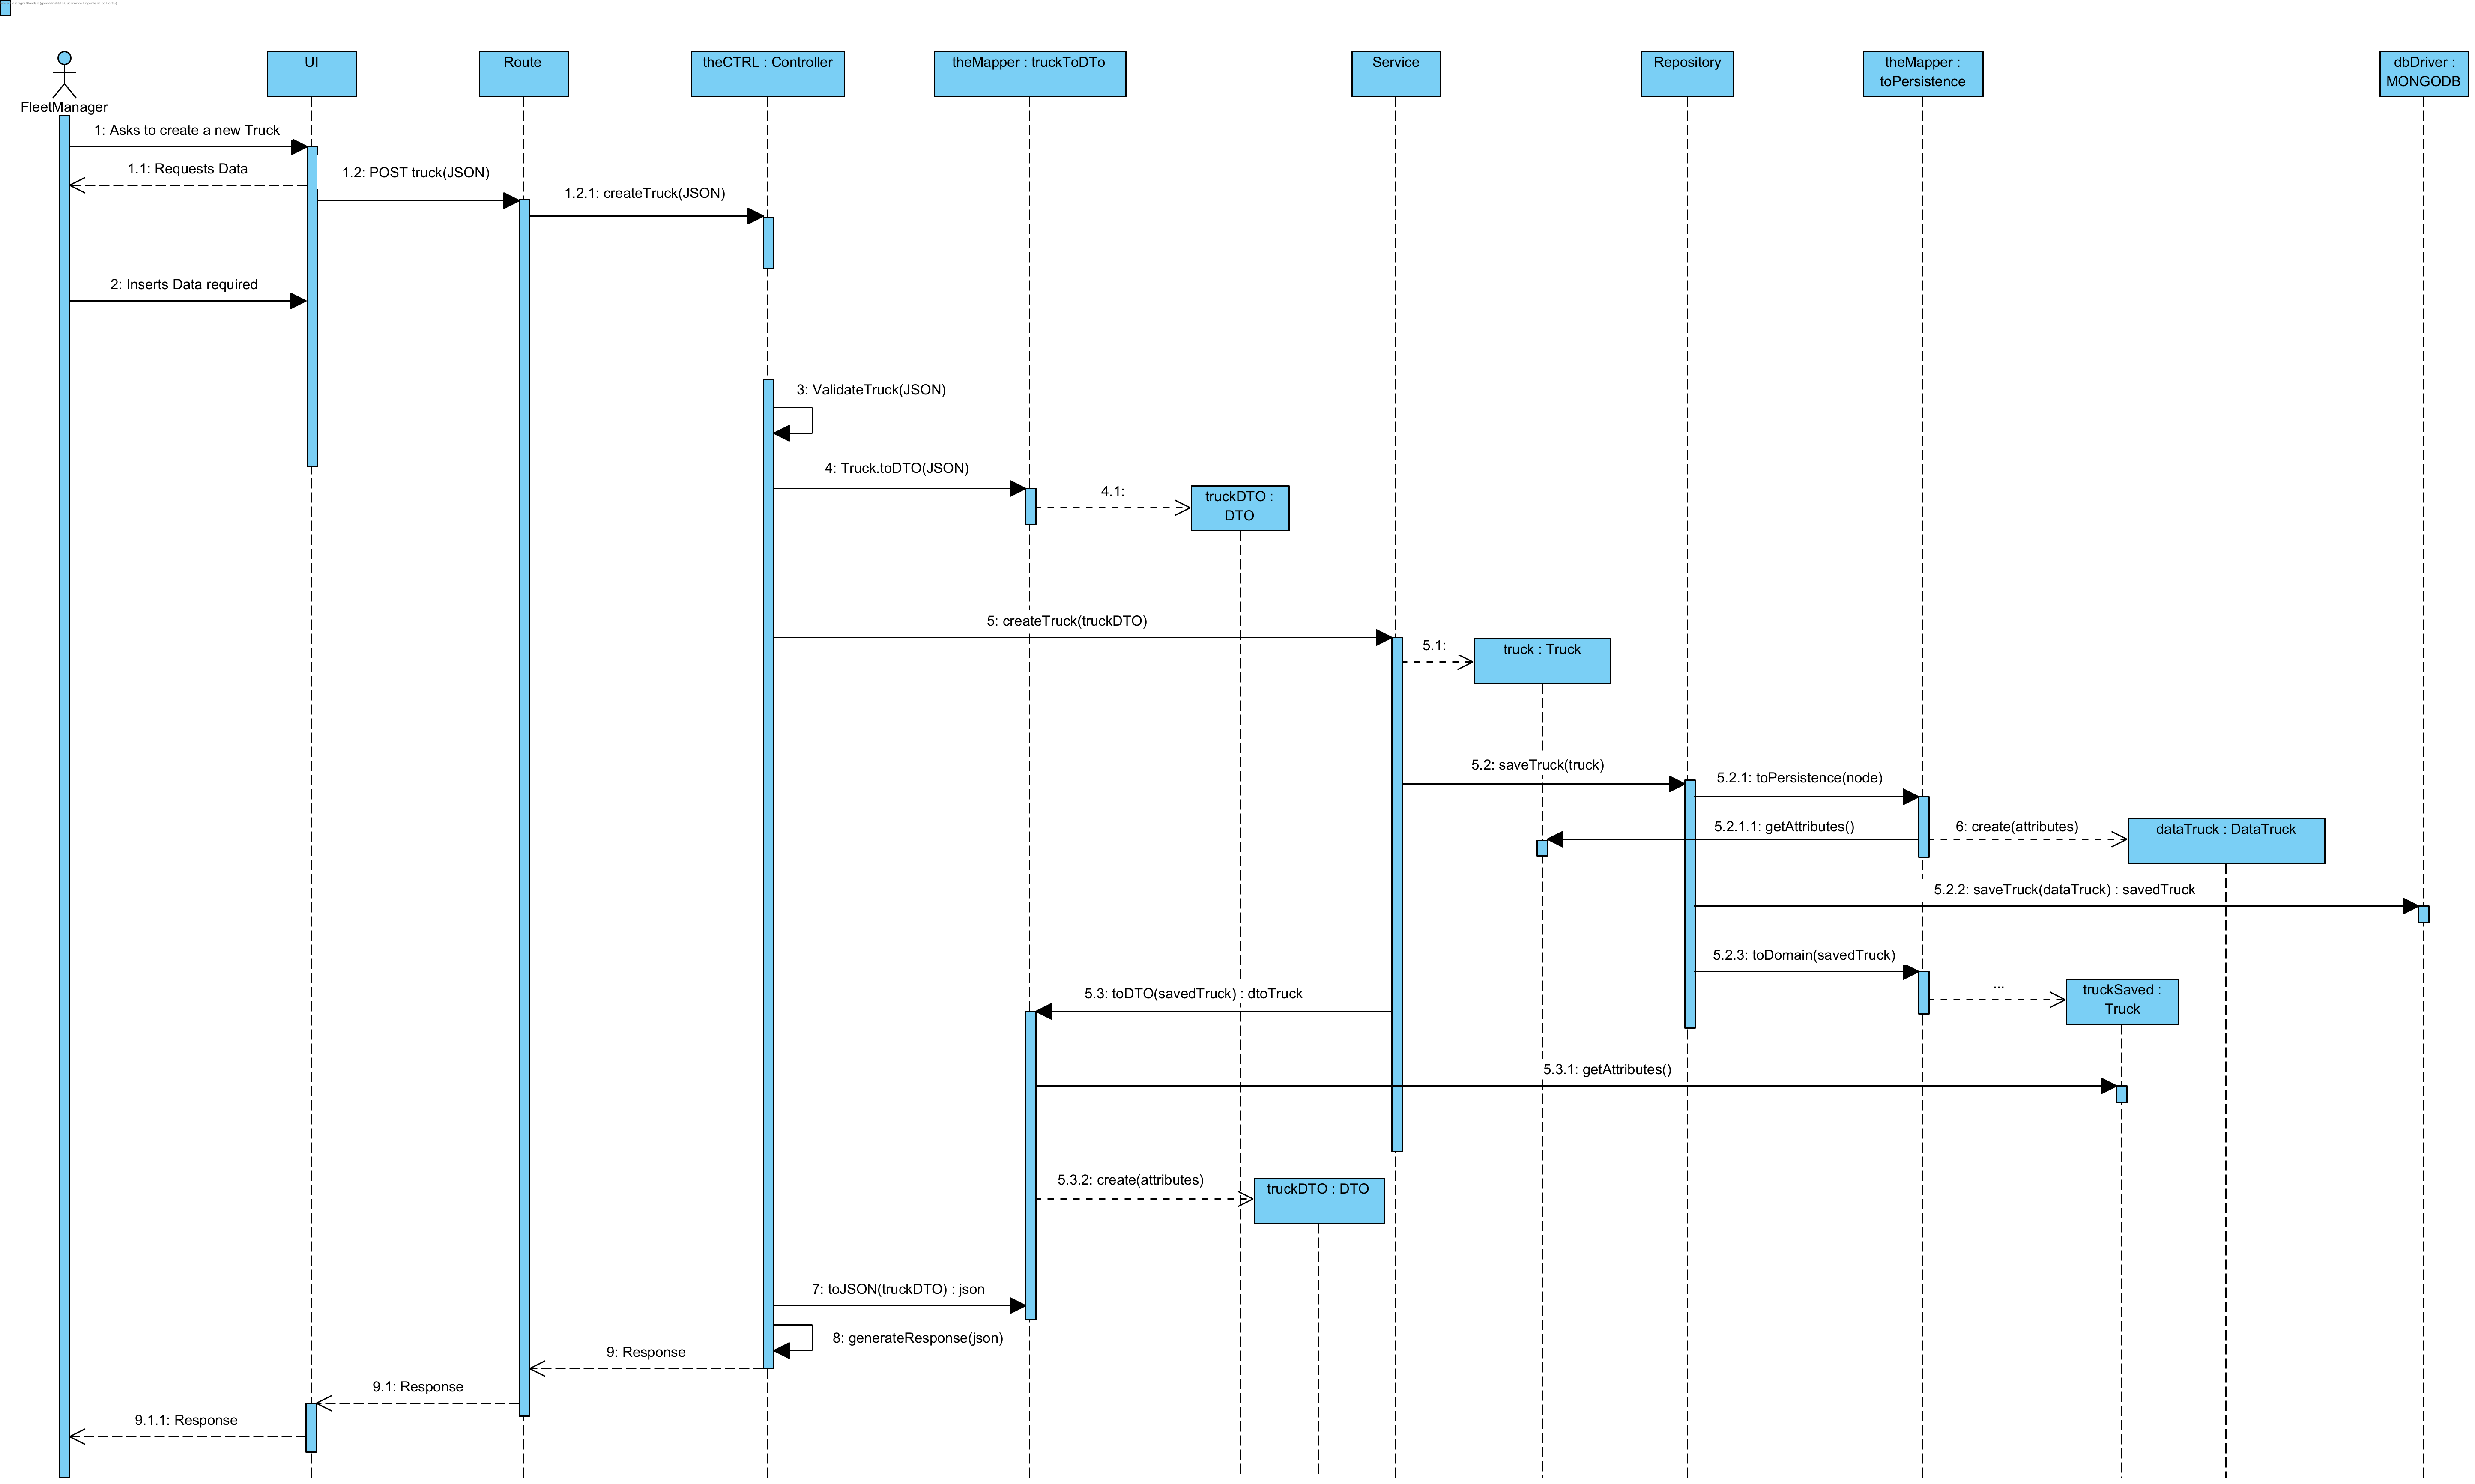 UI
Route
theCTRL : Controller
theMapper : truckToDTo
Service
Repository
theMapper :
toPersistence
dbDriver :
MONGODB
FleetManager
1: Asks to create a new Truck
1.1: Requests Data
1.2: POST truck(JSON)
1.2.1: createTruck(JSON)
2: Inserts Data required
3: ValidateTruck(JSON)
4: Truck.toDTO(JSON)
4.1:
truckDTO :
DTO
5: createTruck(truckDTO)
5.1:
truck : Truck
5.2: saveTruck(truck)
5.2.1: toPersistence(node)
5.2.1.1: getAttributes()
6: create(attributes)
dataTruck : DataTruck
5.2.2: saveTruck(dataTruck) : savedTruck
5.2.3: toDomain(savedTruck)
...
truckSaved :
Truck
5.3: toDTO(savedTruck) : dtoTruck
5.3.1: getAttributes()
5.3.2: create(attributes)
truckDTO : DTO
7: toJSON(truckDTO) : json
8: generateResponse(json)
9: Response
9.1: Response
9.1.1: Response